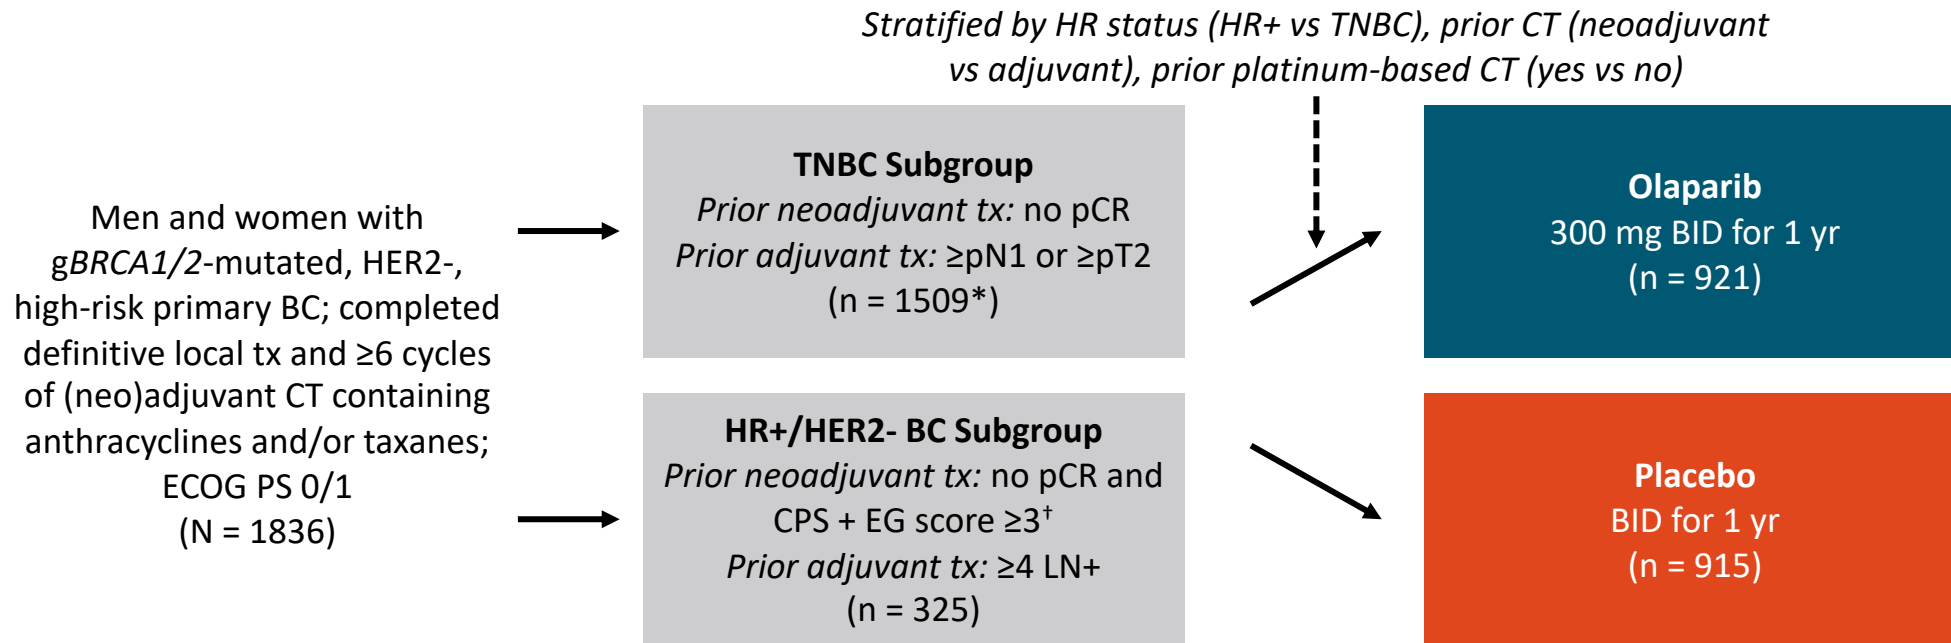 Stratified by HR status (HR+ vs TNBC), prior CT (neoadjuvant
vs adjuvant), prior platinum-based CT (yes vs no)
Men and women with
gBRCA1/2-mutated, HER2-,
high-risk primary BC; completed
definitive local tx and ≥6 cycles
of (neo)adjuvant CT containing
anthracyclines and/or taxanes;
ECOG PS 0/1
(N = 1836)
TNBC Subgroup
Prior neoadjuvant tx: no pCR
Prior adjuvant tx: ≥pN1 or ≥pT2
(n = 1509*)
HR+/HER2- BC Subgroup
Prior neoadjuvant tx: no pCR and
CPS + EG score ≥3†
Prior adjuvant tx: ≥4 LN+
(n = 325)
Olaparib
300 mg BID for 1 yr
(n = 921)
Placebo
BID for 1 yr
(n = 915)